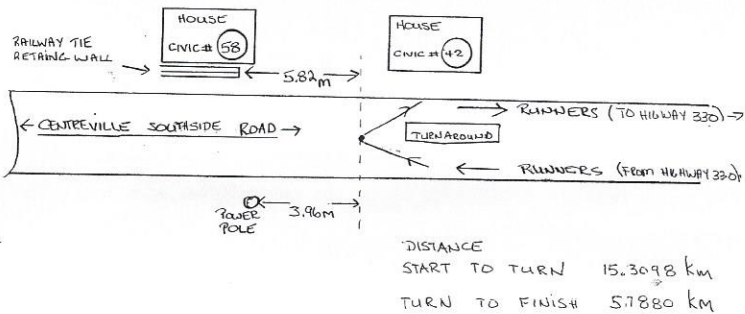 HOUSE
CIVIC# 58
HOUSE
CIVIC # 42
RAILWAY TIE
RETAING WALL
5.82m
← CENTREVILLE SOUTHSIDE ROAD →
RUNNERS (TO HIGWAY 330) →
TURNAROUND
← RUNNERS (FROM HIGHWAY 330)
POWER
POLE
3.96M
DISTANCE
START TO TURN 15.3098 Km
TURN TO FINISH 5.7880 KM